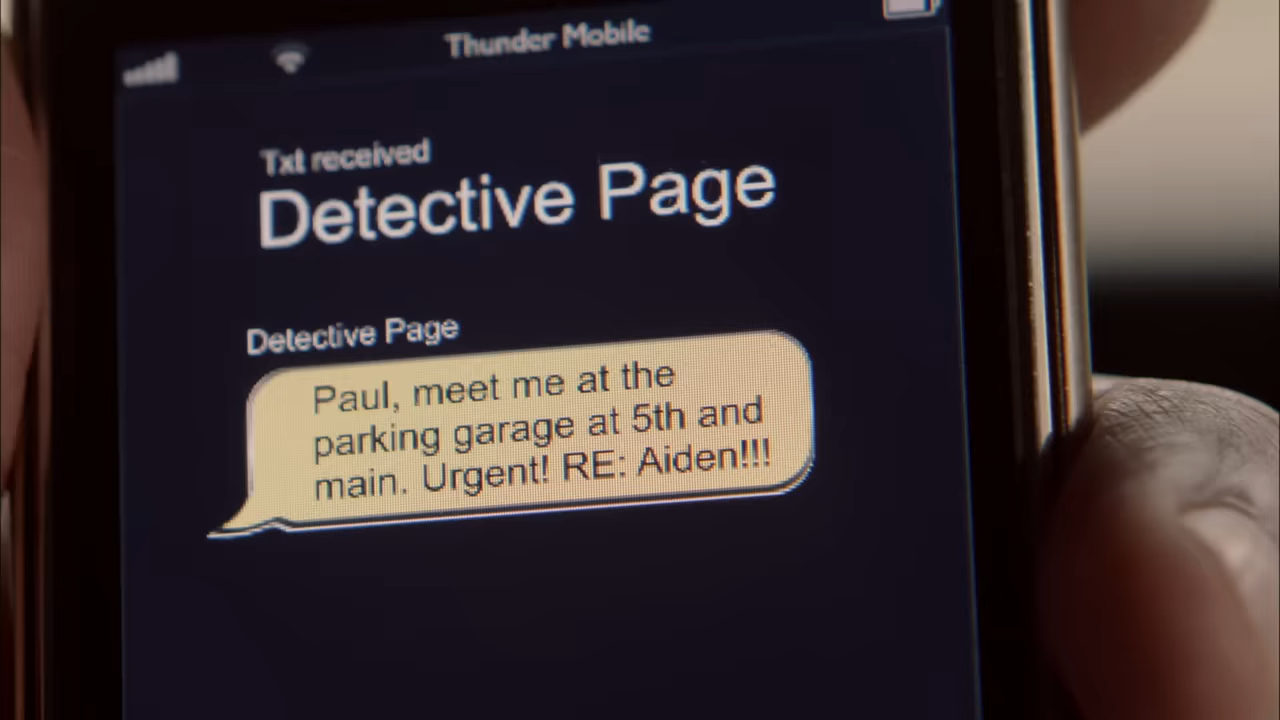 Thunder Mobile
Txt received
Detective Page
Detective Page
Paul, meet me at the
parking garage at 5th and
main. Urgent! RE: Aiden!!!